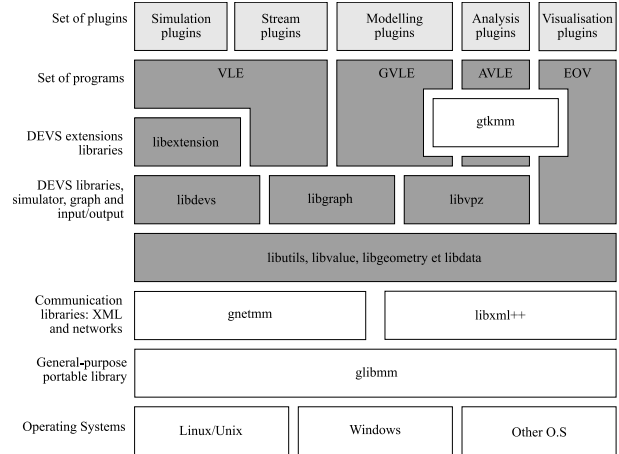 Set of plugins
Simulation
plugins
Stream
plugins
Modelling
plugins
Analysis
plugins
Visualisation
plugins
Set of programs
VLE
GVLE
AVLE
EOV
gtkmm
DEVS extensions
libraries
libextension
DEVS libraries,
simulator, graph and
input/output
libdevs
libgraph
libvpz
libutils, libvalue, libgeometry et libdata
Communication
libraries: XML
and networks
gnetmm
libxml++
General-purpose
portable library
glibmm
Operating Systems
Linux/Unix
Windows
Other O.S